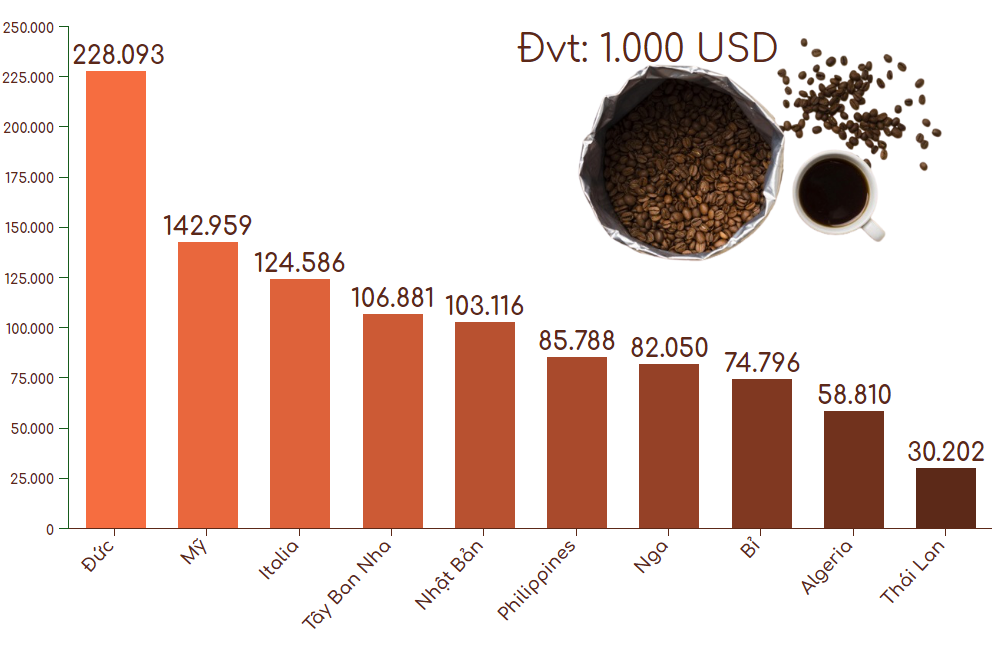 Đvt: 1.000 USD
250.000
225.000
200.000
175.000
150.000
125.000
100.000
75.000
50.000
25.000
0
228.093
142.959
124.586
106.881
103.116
85.788
82.050
74.796
58.810
30.202
Đức
Mỹ
Italia
Tây Ban Nha
Nhật Bản
Philippines
Nga
Bỉ
Algeria
Thái Lan